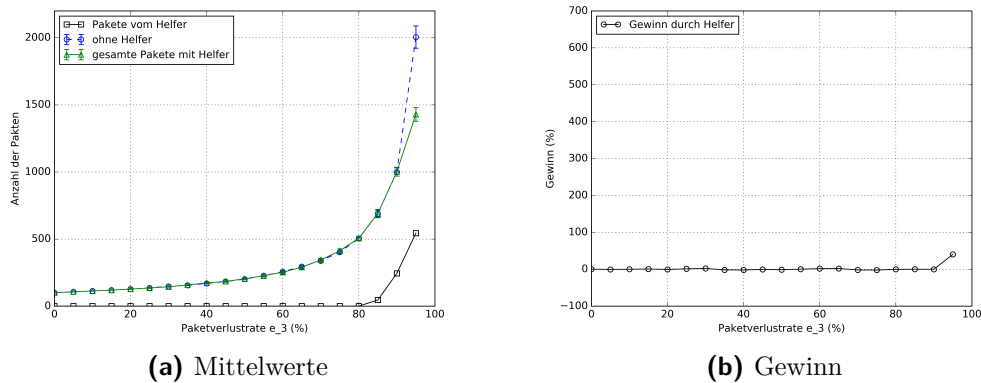 Pakete vom Helfer
ohne Helfer
gesamte Pakete mit Helfer
Anzahl der Pakten
2000
1500
1000
500
0
0 20 40 60 80 100
Paketverlustrate e_3 (%)
(a) Mittelwerte
Gewinn durch Helfer
Gewinn (%)
700
600
500
400
300
200
100
0
−100
0 20 40 60 80 100
Paketverlustrate e_3 (%)
(b) Gewinn